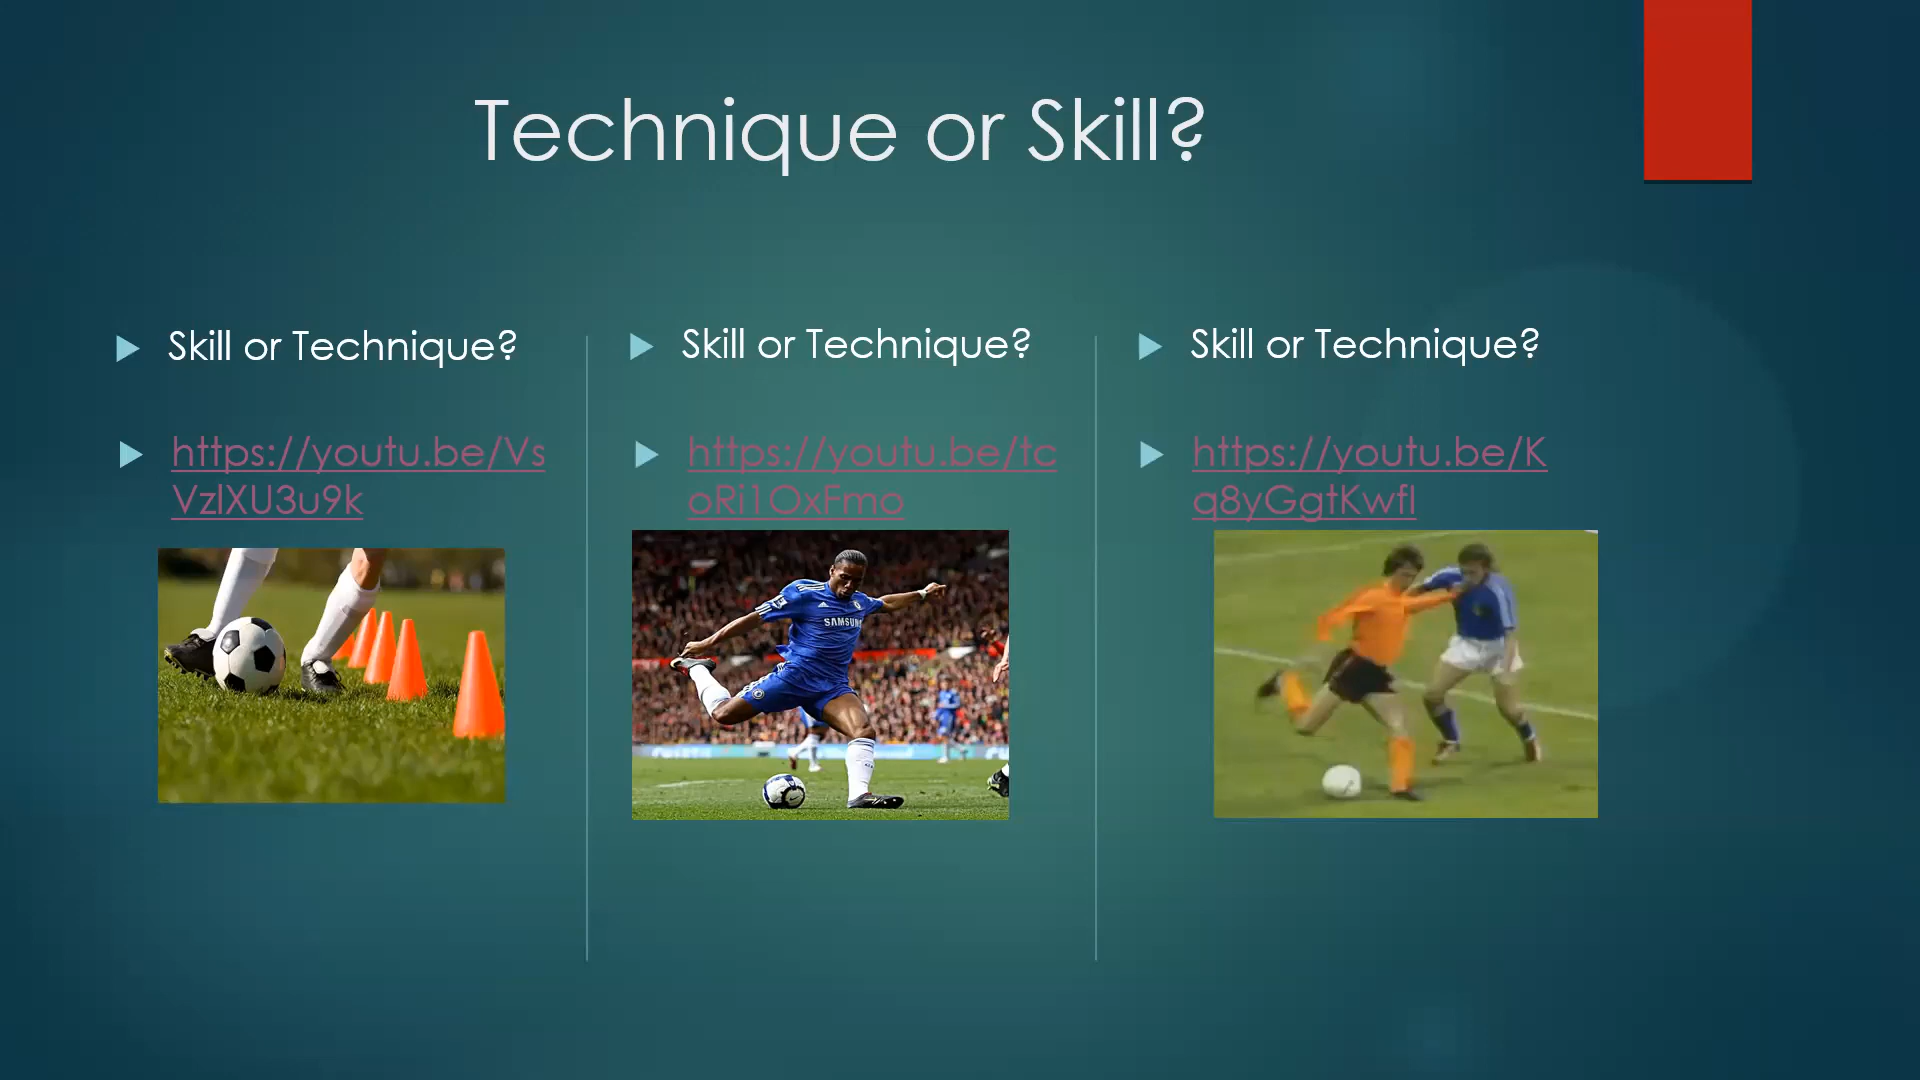 Technique or Skill?
Skill or Technique?
https://youtu.be/Vs
VzlXU3u9k
Skill or Technique?
https://youtu.be/tc
oRi1OxFmo
SAMSUNG
Skill or Technique?
https://youtu.be/K
q8yGgtKwfI